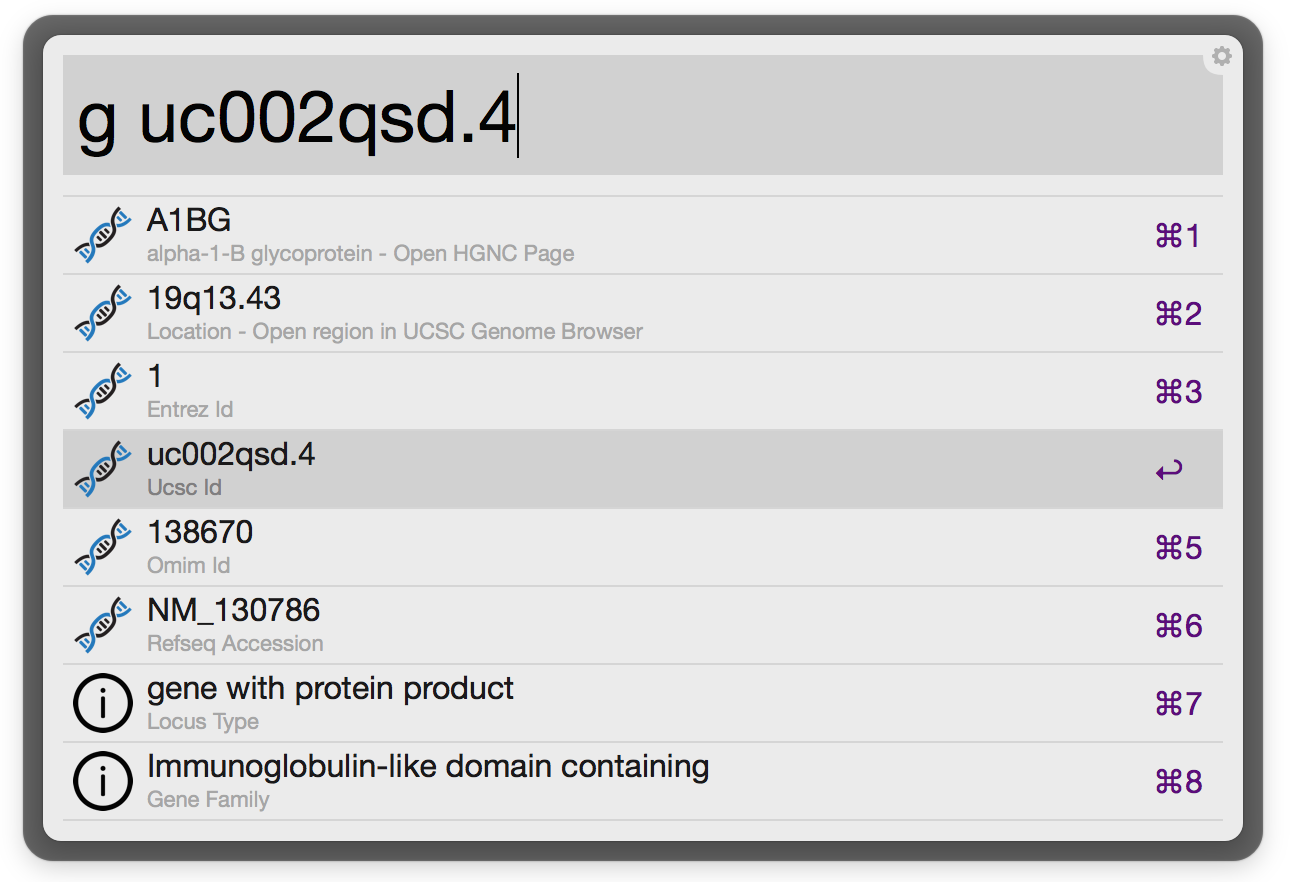 g uc002qsd.4
A1BG
alpha-1-B glycoprotein - Open HGNC Page
⌘1
19q13.43
Location - Open region in UCSC Genome Browser
⌘2
1
Entrez Id
⌘3
uc002qsd.4
Ucsc Id
↩
138670
Omim Id
⌘5
NM_130786
Refseq Accession
⌘6
gene with protein product
Locus Type
⌘7
Immunoglobulin-like domain containing
Gene Family
⌘8